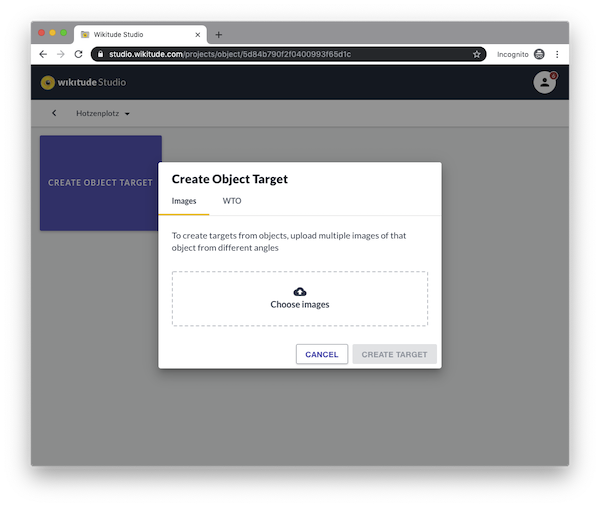 Wikitude Studio
studio.wikitude.com/projects/object/5d84b790f2f0400993f65d1c
Incognito
wikitude Studio
6
Hotzenplotz
CREATE OBJECT TARGET
Create Object Target
Images WTO
To create targets from objects, upload multiple images of that
object from different angles
Choose images
CANCEL CREATE TARGET